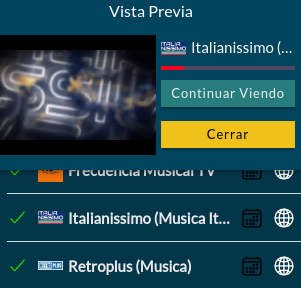 Vista Previa
ITALIA NISSIMO Italianissimo (...
Continuar Viendo
Cerrar
Frecuencia Musical TV
ITALIA NISSIMO Italianissimo (Musica It...
Retroplus (Musica)